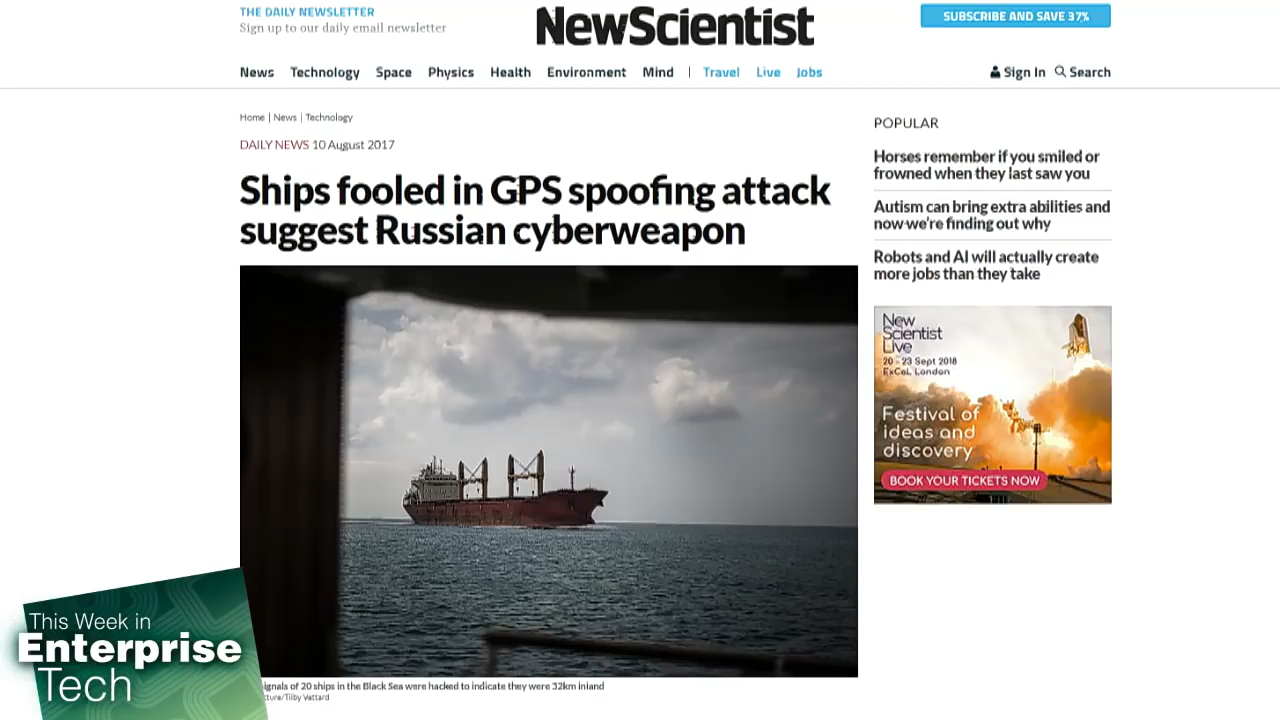 THE DAILY NEWSLETTER
Sign up to our daily email newsletter
NewScientist
SUBSCRIBE AND SAVE 37%
News Technology Space Physics Health Environment Mind | Travel Live Jobs
Sign In Search
Home | News | Technology
DAILY NEWS 10 August 2017
Ships fooled in GPS spoofing attack
suggest Russian cyberweapon
POPULAR
Horses remember if you smiled or
frowned when they last saw you
Autism can bring extra abilities and
now we're finding out why
Robots and AI will actually create
more jobs than they take
New
Scientist
Live
20 - 23 Sept 2018
ExCeL London
Festival of
ideas and
discovery
BOOK YOUR TICKETS NOW
ignals of 20 ships in the Black Sea were hacked to indicate they were 32km inland
cture/Tilby Vattard
This Week in
Enterprise
Tech